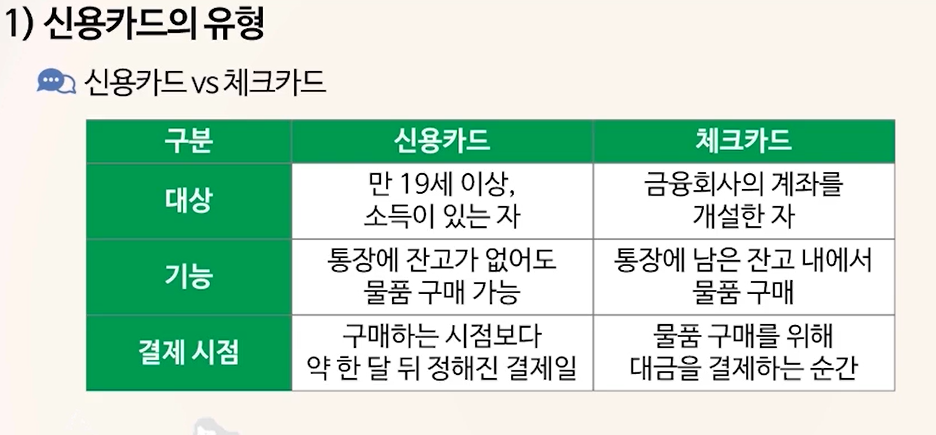 1) 신용카드의 유형
신용카드 vs 체크카드
구분 신용카드 체크카드
대상
만 19세 이상,
소득이 있는 자
금융회사의 계좌를
개설한 자
기능
통장에 잔고가 없어도
물품 구매 가능
통장에 남은 잔고 내에서
물품 구매
결제 시점
구매하는 시점보다
약 한 달 뒤 정해진 결제일
물품 구매를 위해
대금을 결제하는 순간